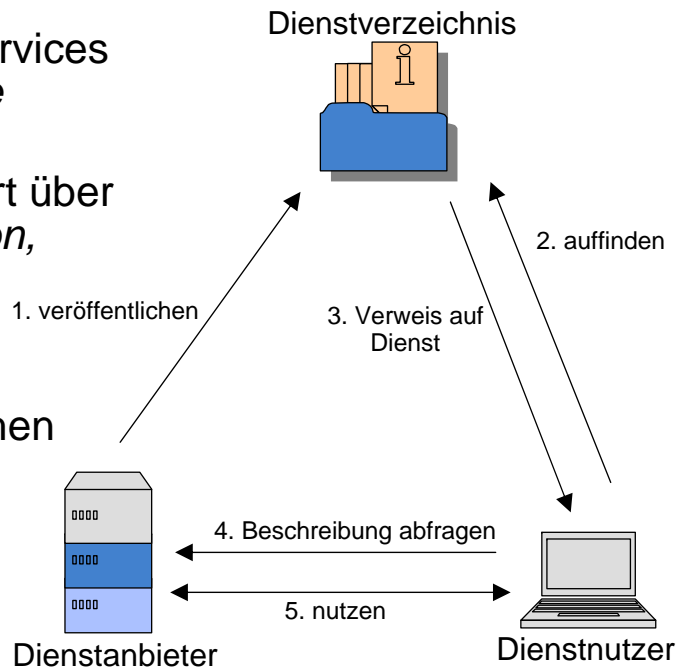 Dienstverzeichnis
rvices
e
rt über
on,
nen
1. veröffentlichen
2. auffinden
3. Verweis auf
Dienst
4. Beschreibung abfragen
5. nutzen
Dienstanbieter
Dienstnutzer